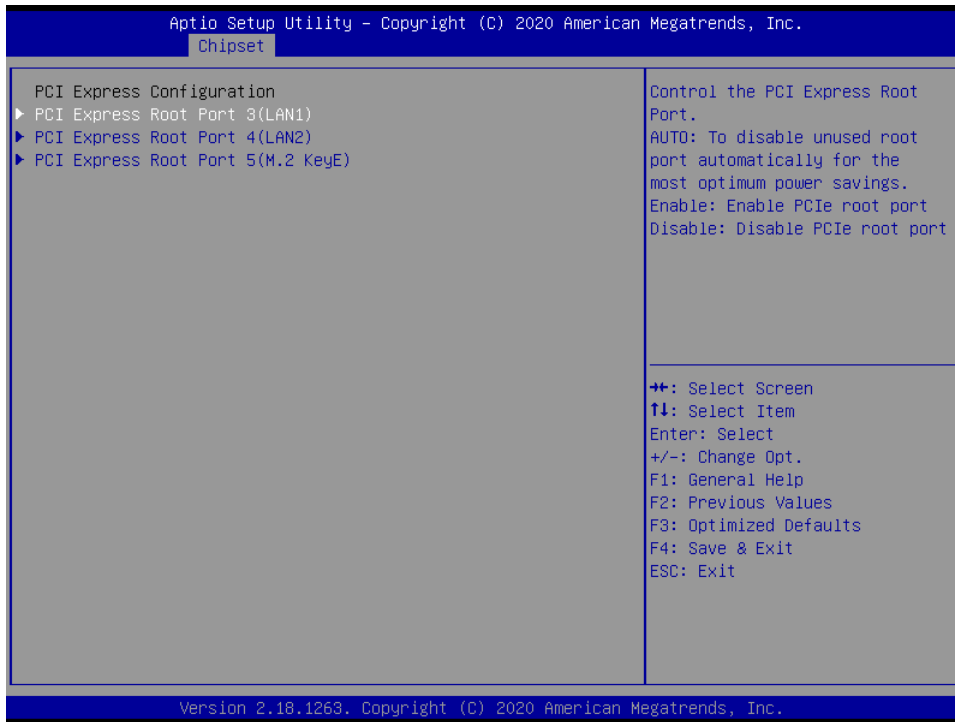 Aptio Setup Utility – Copyright (C) 2020 American Megatrends, Inc.
Chipset
PCI Express Configuration
PCI Express Root Port 3(LAN1)
PCI Express Root Port 4(LAN2)
PCI Express Root Port 5(M.2 KeyE)
Control the PCI Express Root
Port.
AUTO: To disable unused root
port automatically for the
most optimum power savings.
Enable: Enable PCIe root port
Disable: Disable PCIe root port
→←: Select Screen
↑↓: Select Item
Enter: Select
+/-: Change Opt.
F1: General Help
F2: Previous Values
F3: Optimized Defaults
F4: Save & Exit
ESC: Exit
Version 2.18.1263. Copyright (C) 2020 American Megatrends, Inc.